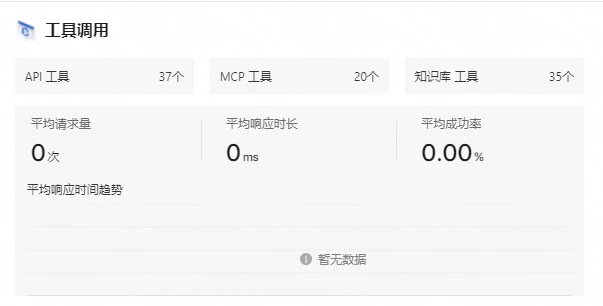 工具调用
API 工具 37个 MCP 工具 20个 知识库 工具 35个
平均请求量 平均响应时长 平均成功率
0次 0ms 0.00%
平均响应时间趋势
暂无数据